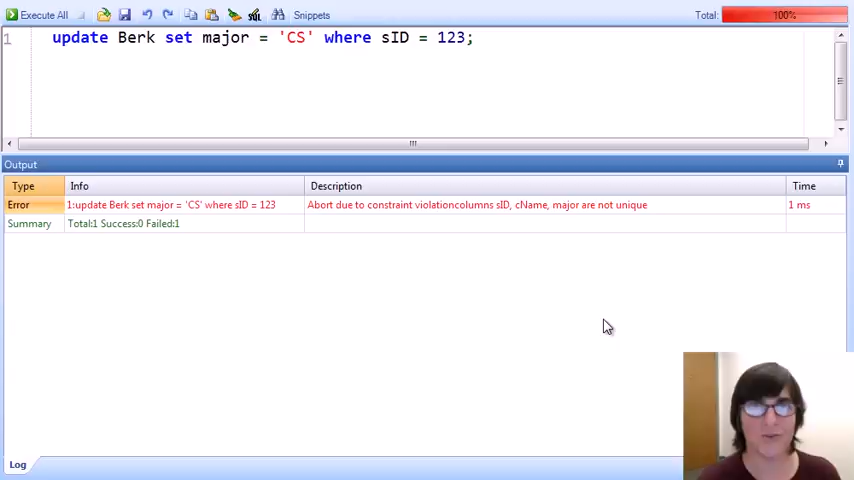 Execute All Snippets Total: 100%
1 update Berk set major = 'CS' where sID = 123;
Output
Type Info Description Time
Error 1:update Berk set major = 'CS' where sID = 123 Abort due to constraint violationcolumns sID, cName, major are not unique 1 ms
Summary Total:1 Success:0 Failed:1
Log